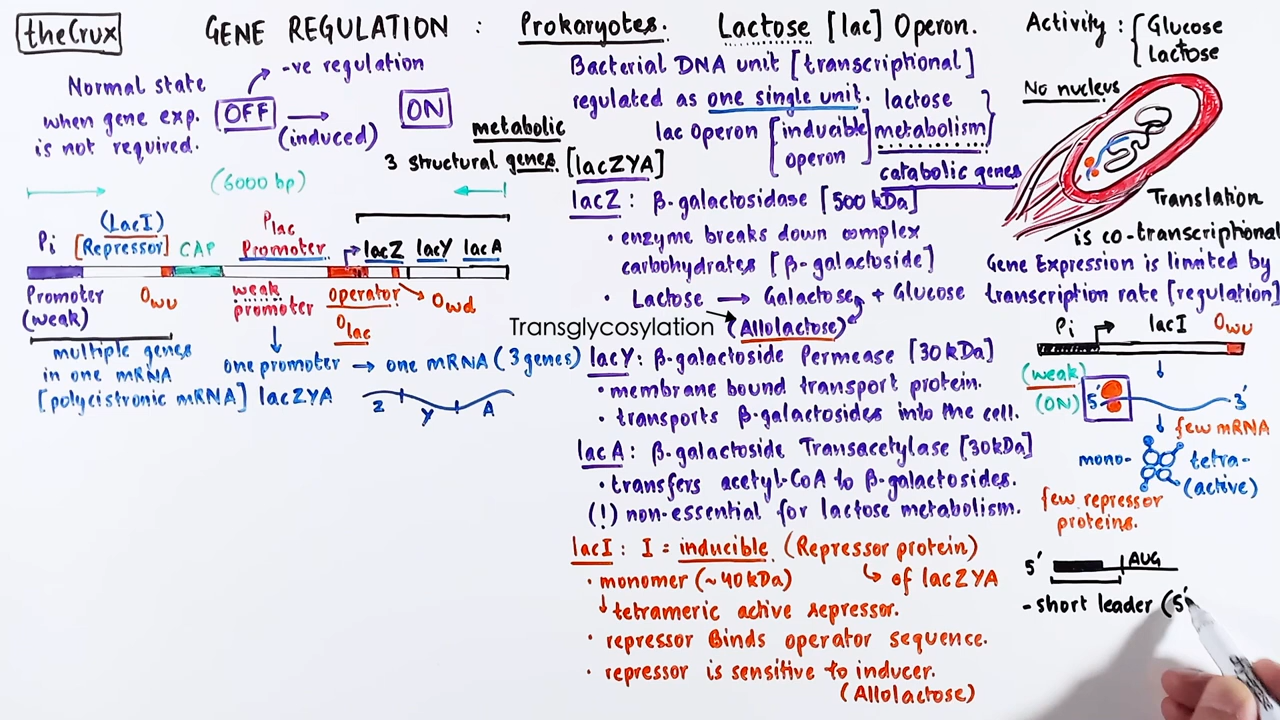 theCrux
GENE REGULATION : Prokaryotes. Lactose [lac] Operon.
Normal state
when gene exp.
is not required.
OFF
-ve regulation
(induced)
ON
metabolic
3 structural genes [lacZYA]
(6000 bp)
(LacI)
Pi [Repressor] CAP
Plac
Promoter
lacZ lacY lacA
Promoter
(weak)
Owu
weak
promoter
operator
Olac
Owd
multiple genes
in one mRNA
[polycistronic mRNA] lacZYA
one promoter → one mRNA (3 genes)
Z Y A
Bacterial DNA unit [transcriptional]
regulated as one single unit.
lac Operon [inducible operon]
lactose
metabolism
catabolic genes
lacZ : β-galactosidase [500 kDa]
• enzyme breaks down complex
carbohydrates [β-galactoside]
• Lactose → Galactose + Glucose
Transglycosylation (Allolactose)
lacY: β-galactoside Permease [30 kDa]
• membrane bound transport protein.
• transports β-galactosides into the cell.
lacA : β-galactoside Transacetylase [30kDa]
• transfers acetyl-CoA to β-galactosides.
(!) non-essential for lactose metabolism.
lacI : I = inducible. (Repressor protein)
↳ of lacZYA
• monomer (~40kDa)
↓ tetrameric active repressor.
• repressor Binds operator sequence.
• repressor is sensitive to inducer.
(Allolactose)
Activity : { Glucose
Lactose
No nucleus
Translation
is co-transcriptional
Gene Expression is limited by
transcription rate [regulation]
Pi lacI Owu
(weak)
(ON)
5' 3'
few mRNA
mono- tetra-
(active)
few repressor
proteins.
5' AUG
- short leader (5'